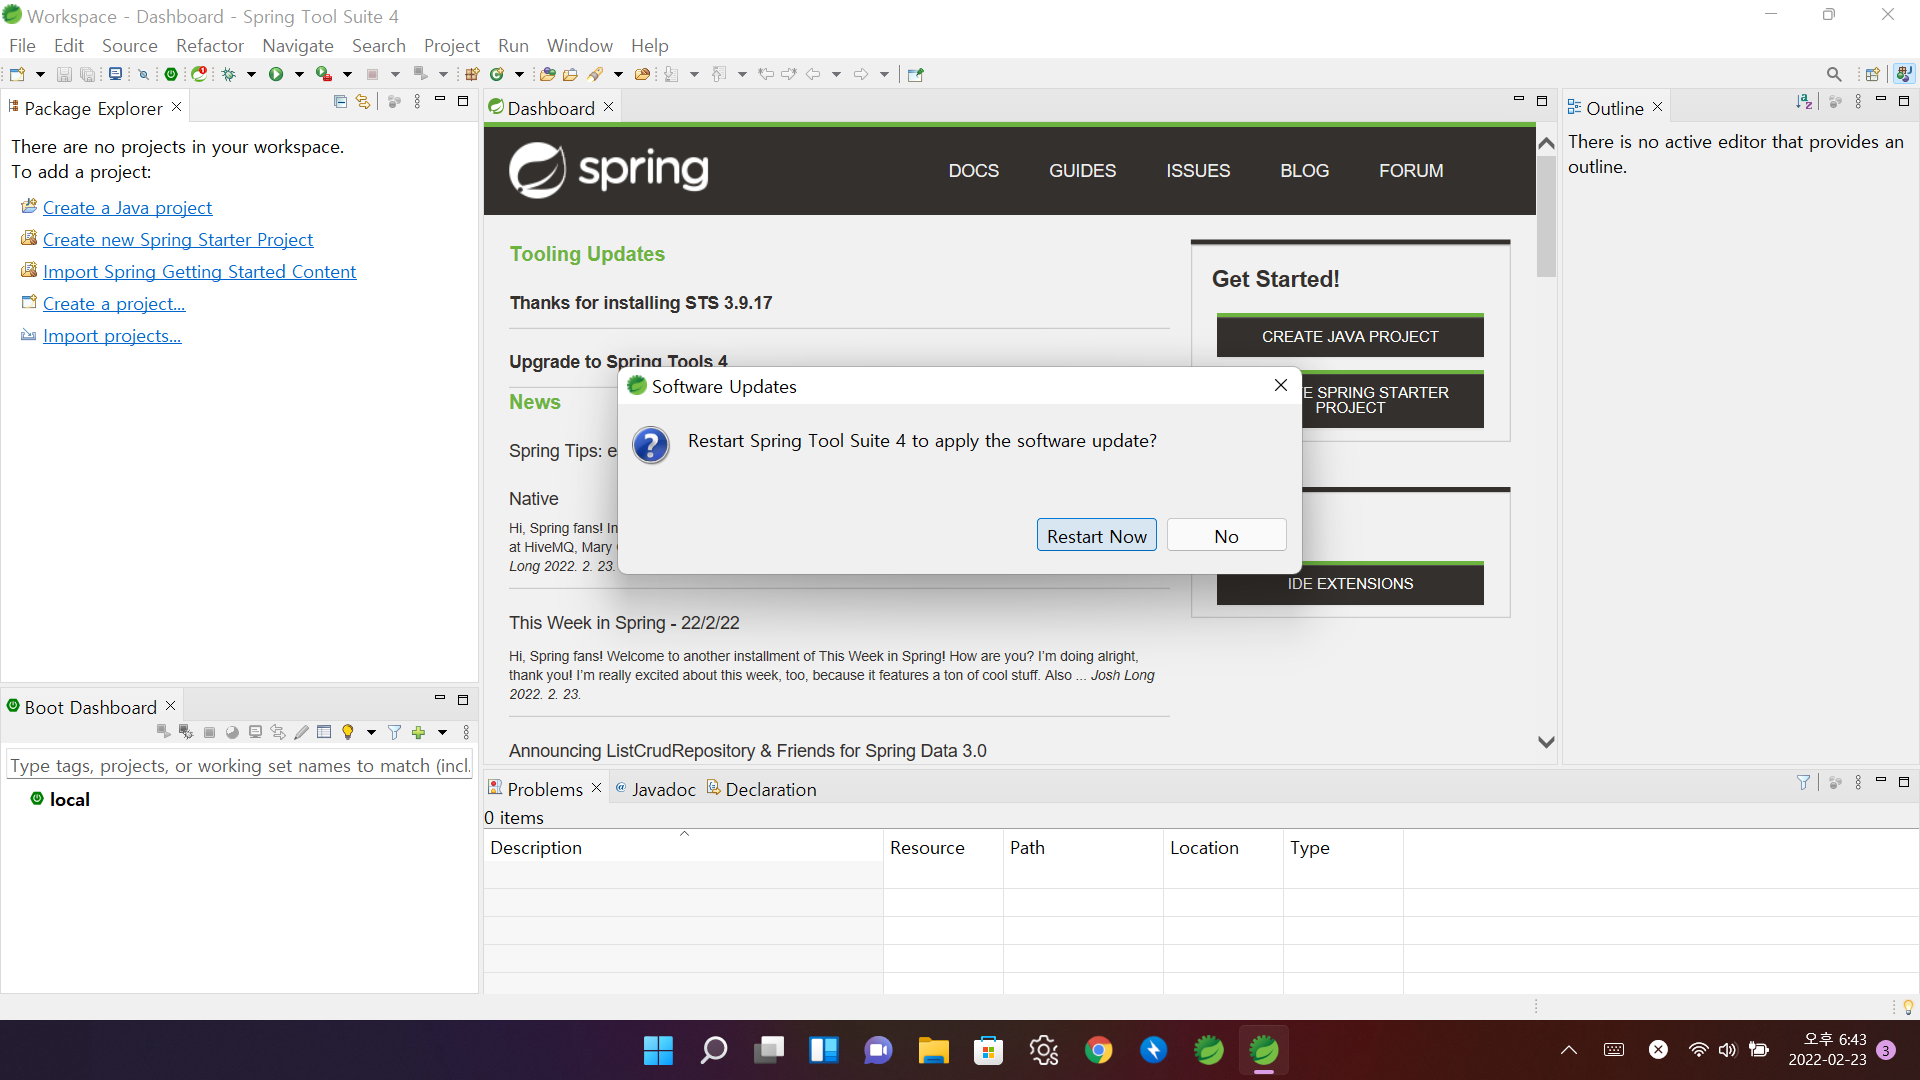 Workspace - Dashboard - Spring Tool Suite 4
File Edit Source Refactor Navigate Search Project Run Window Help
Package Explorer
There are no projects in your workspace.
To add a project:
Create a Java project
Create new Spring Starter Project
Import Spring Getting Started Content
Create a project...
Import projects...
Boot Dashboard
Type tags, projects, or working set names to match (incl.
local
Dashboard
spring
DOCS GUIDES ISSUES BLOG FORUM
Tooling Updates
Thanks for installing STS 3.9.17
Upgrade to Spring Tools 4
News
Spring Tips: e
Native
Hi, Spring fans! In
at HiveMQ, Mary
Long 2022. 2. 23.
This Week in Spring - 22/2/22
Hi, Spring fans! Welcome to another installment of This Week in Spring! How are you? I'm doing alright,
thank you! I'm really excited about this week, too, because it features a ton of cool stuff. Also ... Josh Long
2022. 2. 23.
Announcing ListCrudRepository & Friends for Spring Data 3.0
Get Started!
CREATE JAVA PROJECT
E SPRING STARTER
PROJECT
IDE EXTENSIONS
Software Updates
Restart Spring Tool Suite 4 to apply the software update?
Restart Now
No
Outline
There is no active editor that provides an
outline.
Problems Javadoc Declaration
0 items
Description Resource Path Location Type
오후 6:43
2022-02-23
3